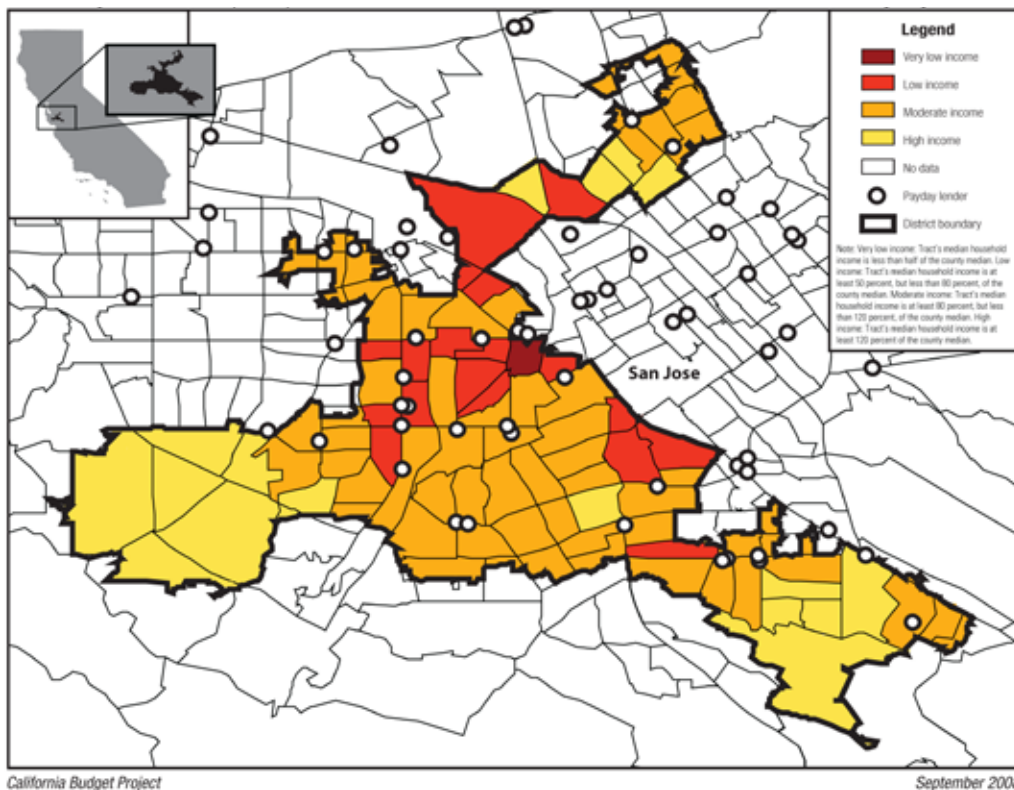 Legend
Very low income
Low income
Moderate income
High income
No data
Payday lender
District boundary
Note: Very low income: Tract's median household
income is less than half of the county median. Low
income: Tract's median household income is at
least 50 percent, but less than 80 percent, of the
county median. Moderate income: Tract's median
household income is at least 80 percent, but less
than 120 percent, of the county median. High
income: Tract's median household income is at
least 120 percent of the county median.
San Jose
California Budget Project
September